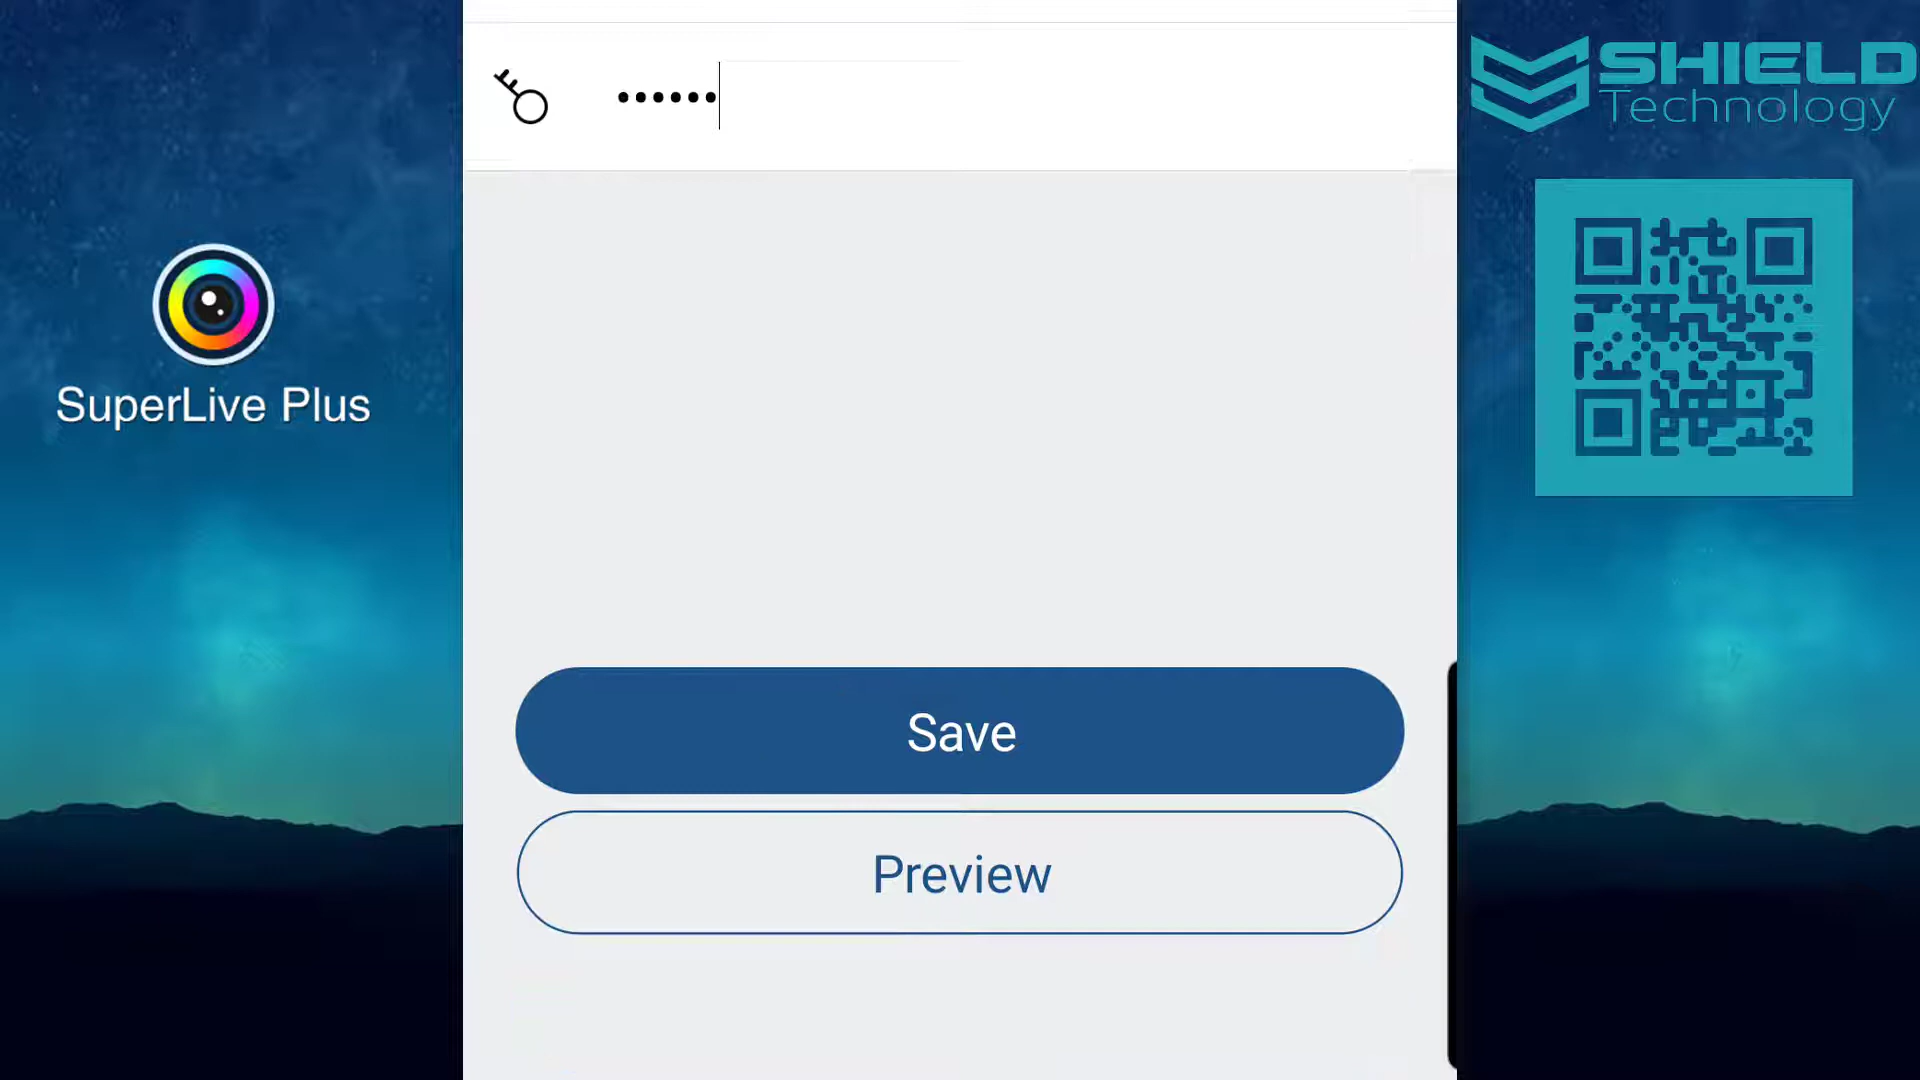 SuperLive Plus
••••••
Save
Preview
SHIELD
Technology